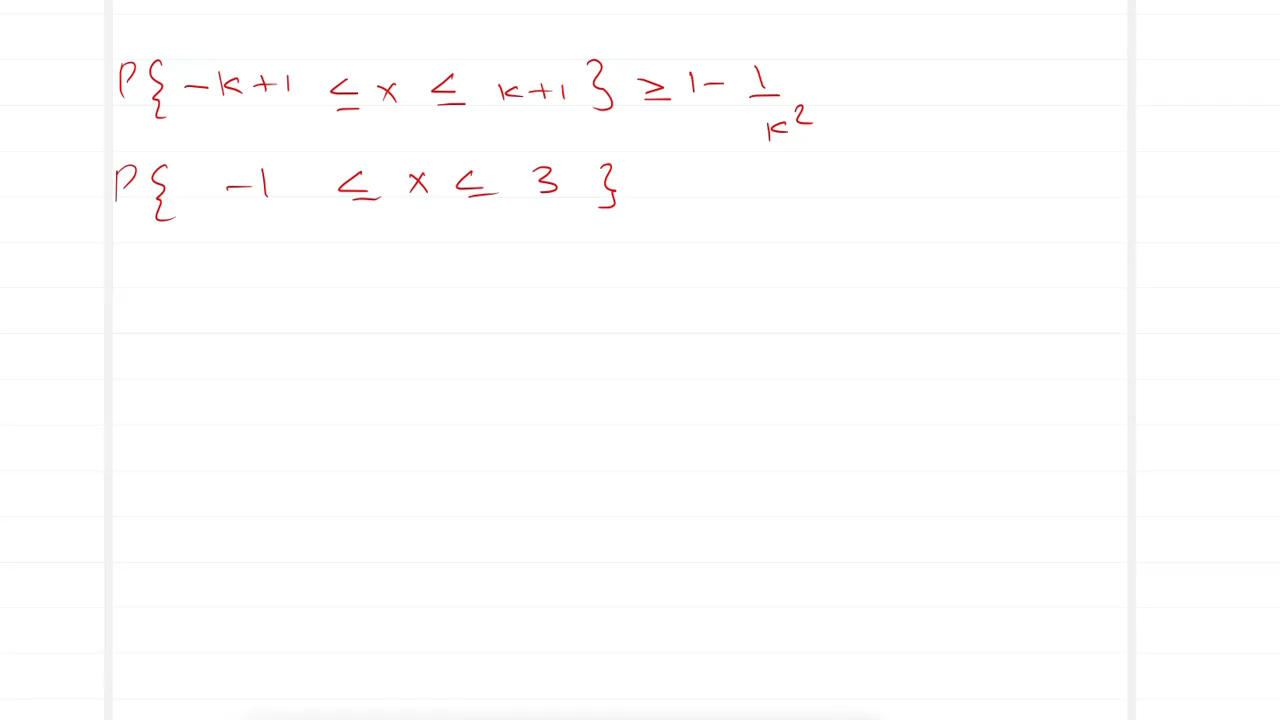 P{ -k+1 ≤ x ≤ k+1 } ≥ 1 - 1/k²
P{ -1 ≤ x ≤ 3 }